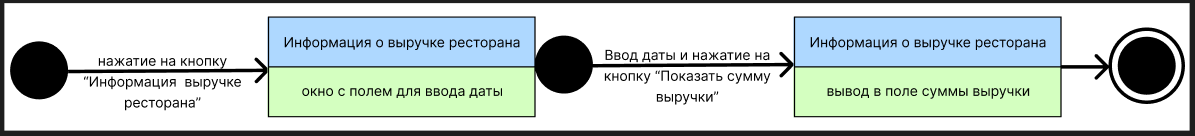 нажатие на кнопку
“Информация выручке
ресторана”
Информация о выручке ресторана
окно с полем для ввода даты
Ввод даты и нажатие на
кнопку “Показать сумму
выручки”
Информация о выручке ресторана
вывод в поле суммы выручки